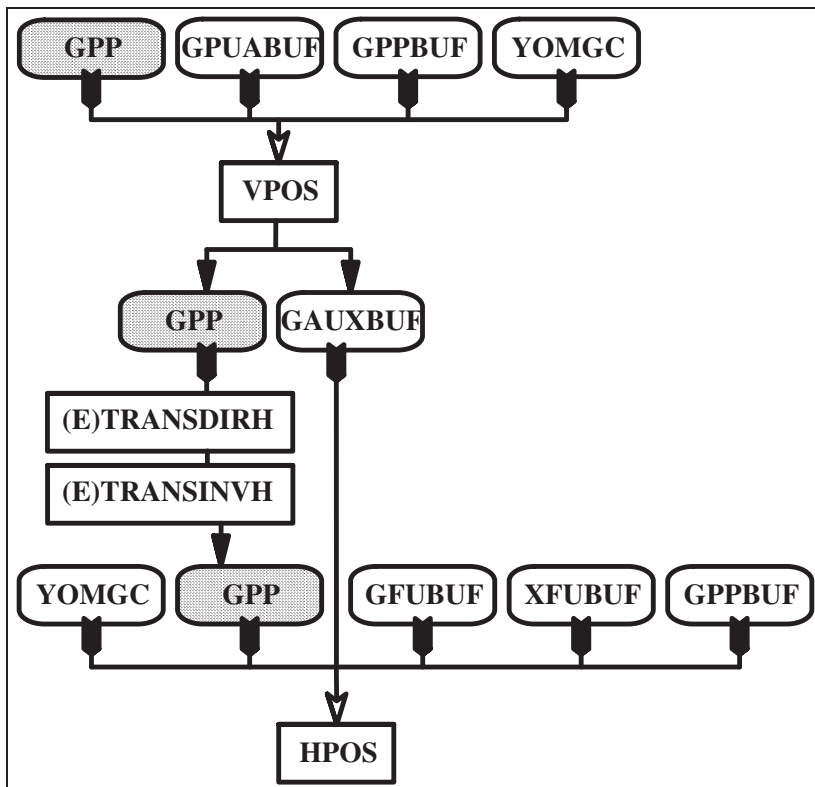 GPP
GPUABUF
GPPBUF
YOMGC
VPOS
GPP
GAUXBUF
(E)TRANSDIRH
(E)TRANSINVH
YOMGC
GPP
GFUBUF
XFUBUF
GPPBUF
HPOS